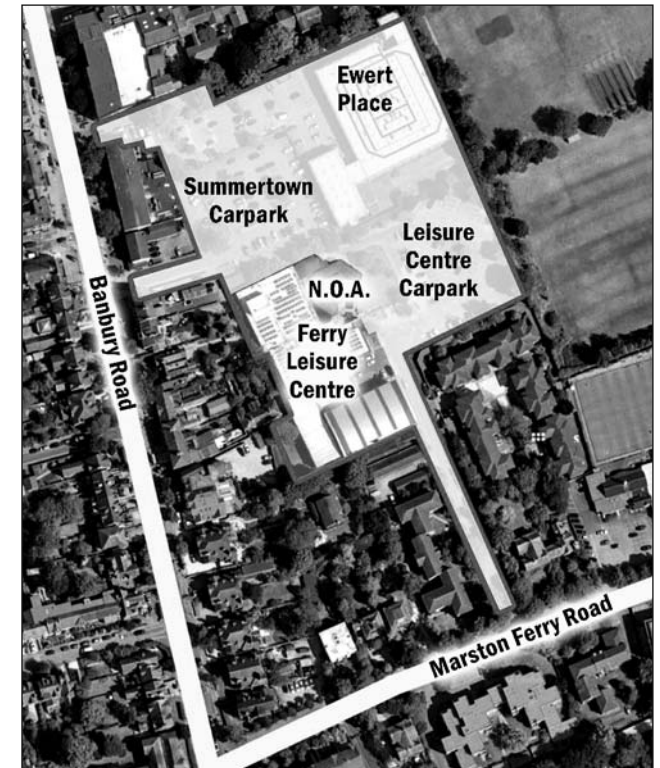 Ewert
Place
Summertown
Carpark
Leisure
Centre
Carpark
N.O.A.
Ferry
Leisure
Centre
Banbury Road
Marston Ferry Road